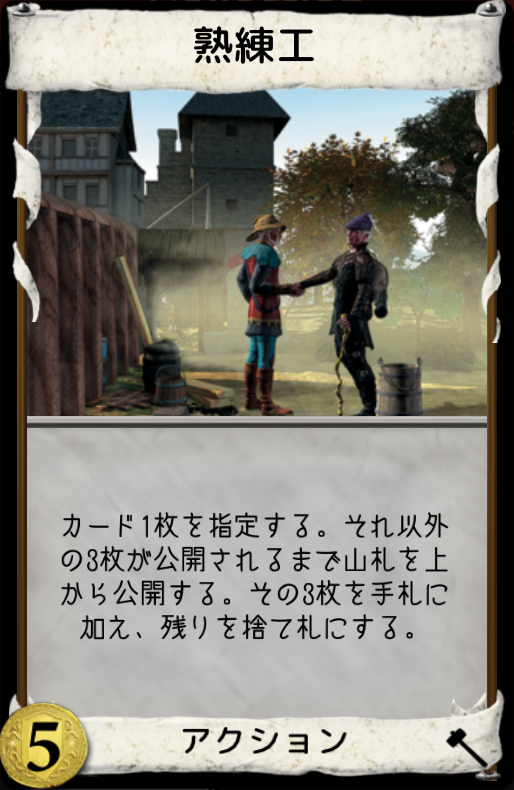 熟練工
カード1枚を指定する。それ以外
の3枚が公開されるまで山札を上
から公開する。その3枚を手札に
加え、残りを捨て札にする。
5
アクション